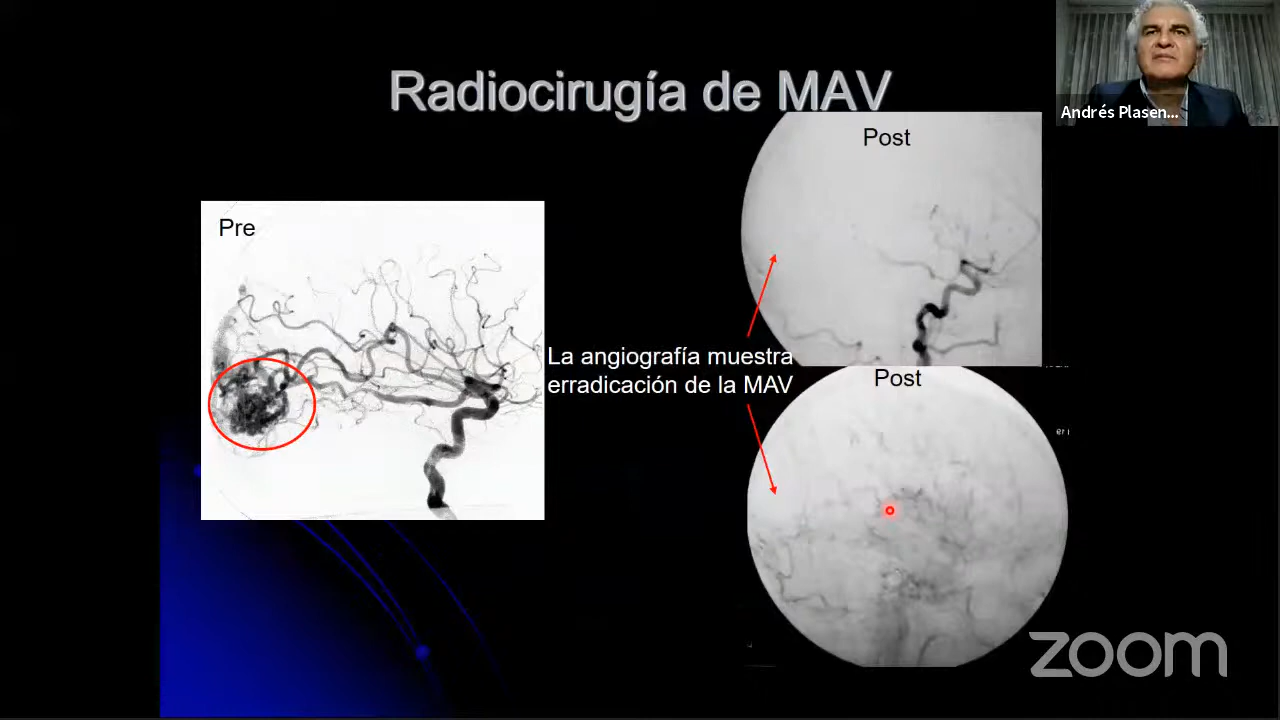 Radiocirugía de MAV
Andrés Plasen...
Post
Pre
La angiografía muestra
erradicación de la MAV
Post
zoom